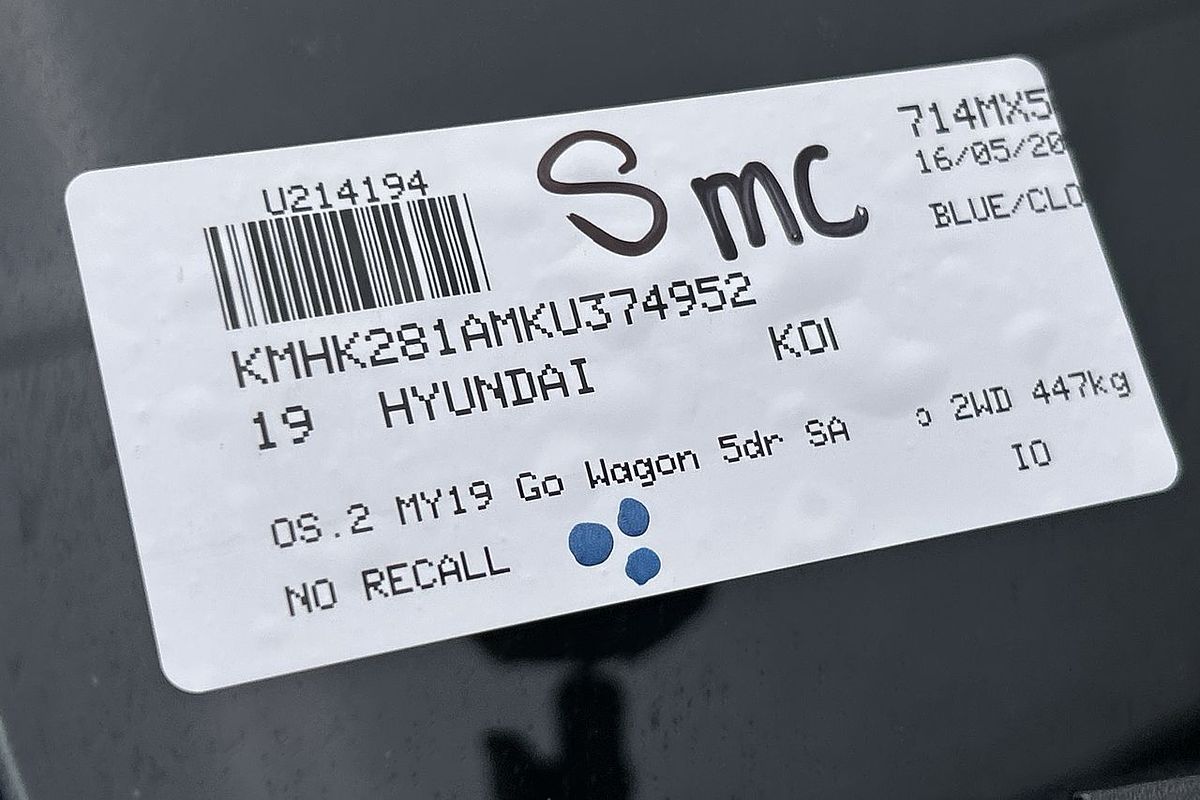 U214194
Smc
714MX5
16/05/20
BLUE/CLO
KMHK281AMKU374952
19 HYUNDAI KOI
OS.2 MY19 Go Wagon 5dr SA o 2WD 447kg
NO RECALL IO